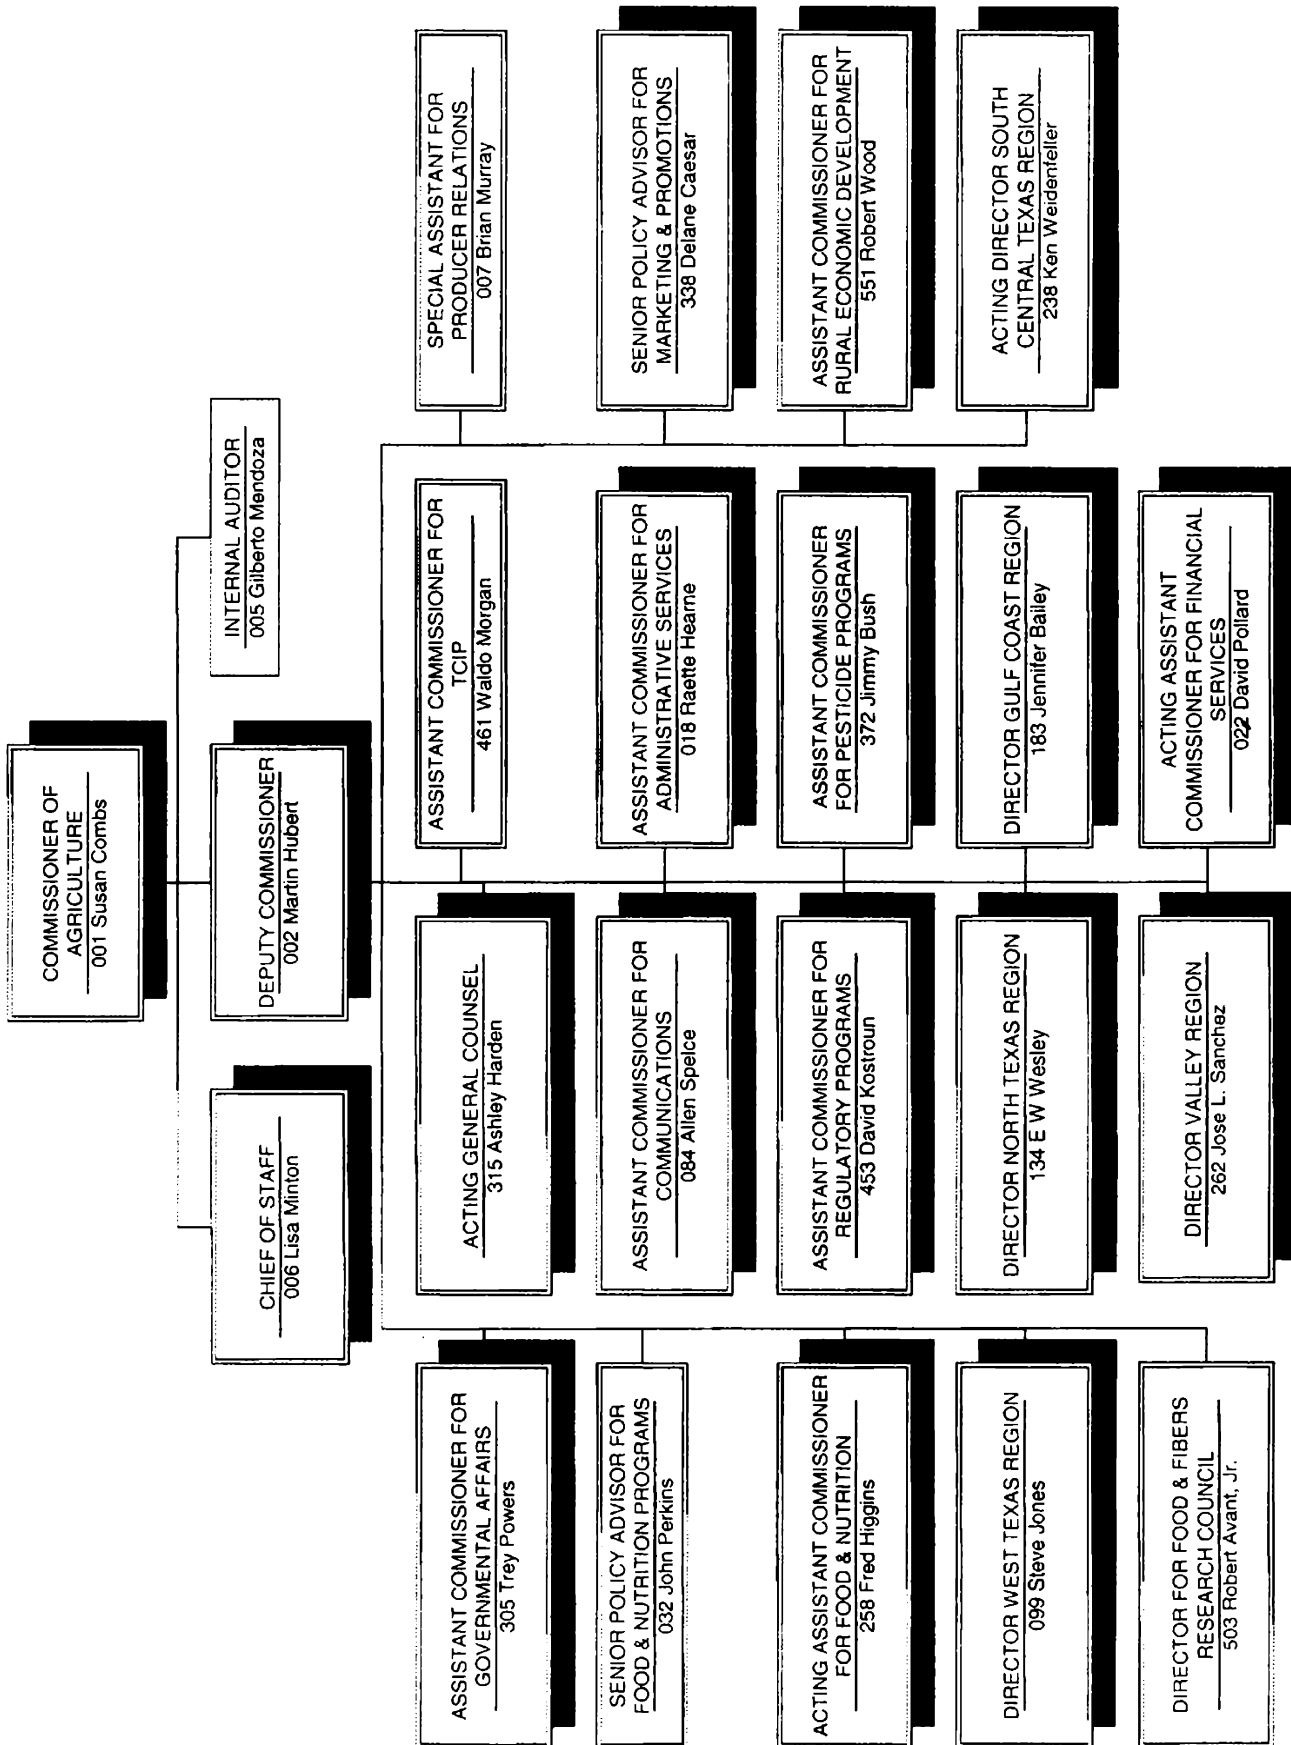 COMMISSIONER OF
AGRICULTURE
001 Susan Combs
CHIEF OF STAFF
006 Lisa Minton
DEPUTY COMMISSIONER
002 Martin Hubert
INTERNAL AUDITOR
005 Gilberto Mendoza
ASSISTANT COMMISSIONER FOR
GOVERNMENTAL AFFAIRS
305 Trey Powers
ACTING GENERAL COUNSEL
315 Ashley Harden
ASSISTANT COMMISSIONER FOR
TCIP
461 Waldo Morgan
SPECIAL ASSISTANT FOR
PRODUCER RELATIONS
007 Brian Murray
SENIOR POLICY ADVISOR FOR
FOOD & NUTRITION PROGRAMS
032 John Perkins
ASSISTANT COMMISSIONER FOR
COMMUNICATIONS
084 Allen Spelce
ASSISTANT COMMISSIONER FOR
ADMINISTRATIVE SERVICES
018 Raette Hearne
SENIOR POLICY ADVISOR FOR
MARKETING & PROMOTIONS
338 Delane Caesar
ACTING ASSISTANT COMMISSIONER
FOR FOOD & NUTRITION
258 Fred Higgins
ASSISTANT COMMISSIONER FOR
REGULATORY PROGRAMS
453 David Kostroun
ASSISTANT COMMISSIONER
FOR PESTICIDE PROGRAMS
372 Jimmy Bush
ASSISTANT COMMISSIONER FOR
RURAL ECONOMIC DEVELOPMENT
551 Robert Wood
DIRECTOR WEST TEXAS REGION
099 Steve Jones
DIRECTOR NORTH TEXAS REGION
134 E W Wesley
DIRECTOR GULF COAST REGION
183 Jennifer Bailey
ACTING DIRECTOR SOUTH
CENTRAL TEXAS REGION
238 Ken Weidenfeller
DIRECTOR FOR FOOD & FIBERS
RESEARCH COUNCIL
503 Robert Avant, Jr.
DIRECTOR VALLEY REGION
262 Jose L. Sanchez
ACTING ASSISTANT
COMMISSIONER FOR FINANCIAL
SERVICES
022 David Pollard